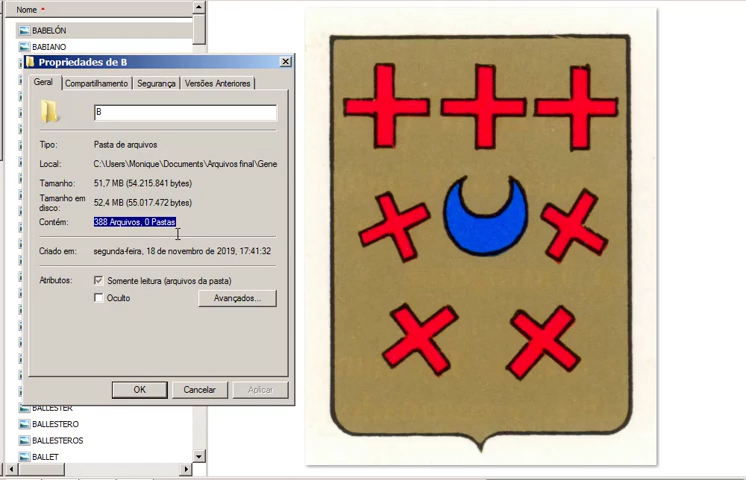 Nome
BABELÓN
BABIANO
Propriedades de B
Geral Compartilhamento Segurança Versões Anteriores
B
Tipo: Pasta de arquivos
Local: C:\Users\Monique\Documents\Arquivos final\Gene
Tamanho: 51,7 MB (54.215.841 bytes)
Tamanho em disco: 52,4 MB (55.017.472 bytes)
Contém: 388 Arquivos, 0 Pastas
Criado em: segunda-feira, 18 de novembro de 2019, 17:41:32
Atributos: Somente leitura (arquivos da pasta)
Oculto Avançados...
OK Cancelar Aplicar
BALLESTER
BALLESTERO
BALLESTEROS
BALLET